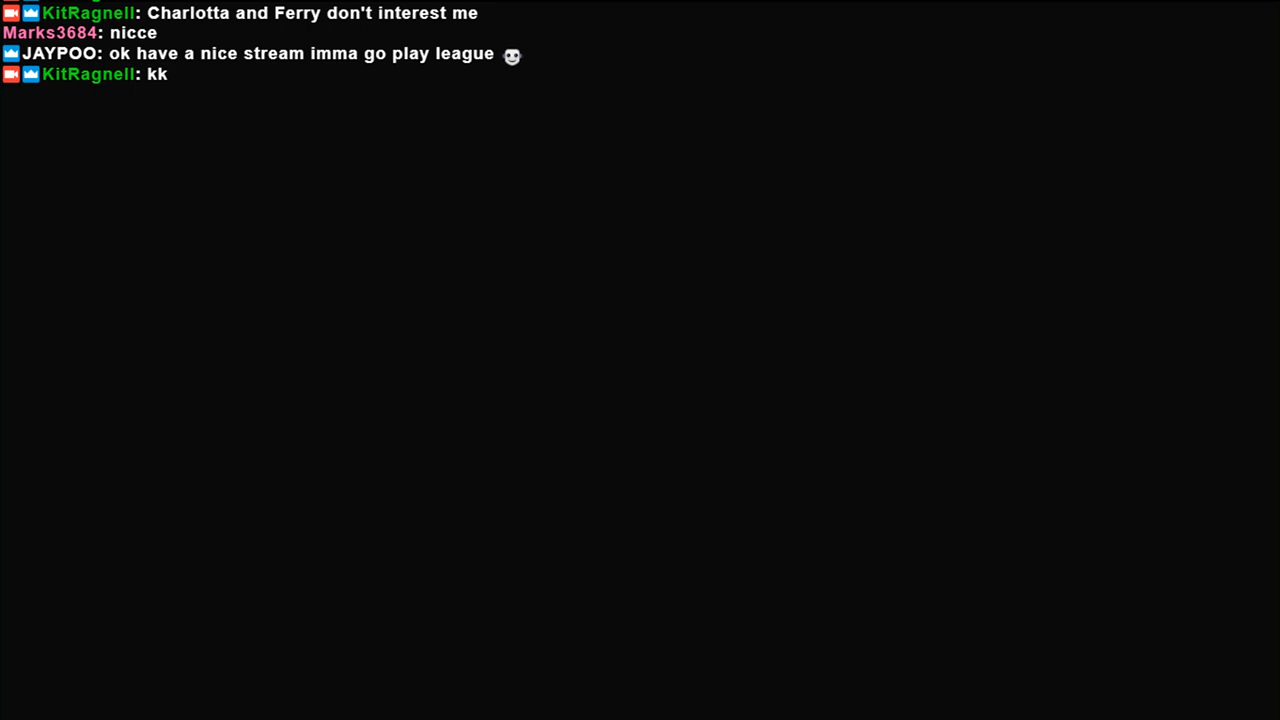 KitRagnell: Charlotta and Ferry don't interest me
Marks3684: nicce
JAYPOO: ok have a nice stream imma go play league
KitRagnell: kk